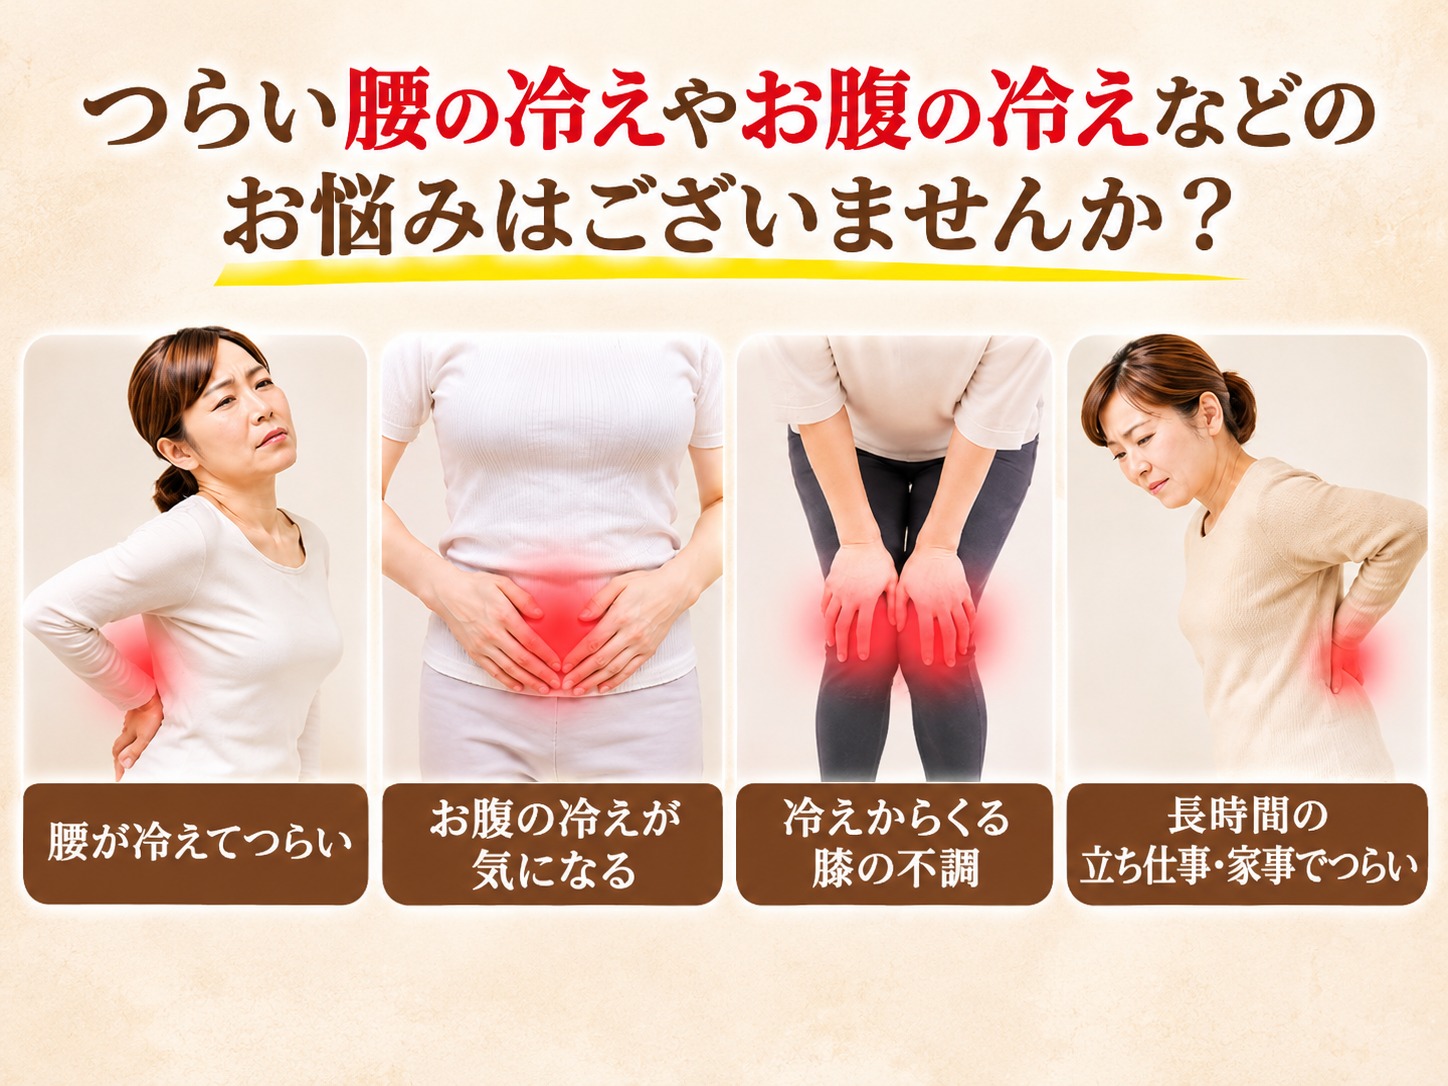 つらい腰の冷えやお腹の冷えなどの
お悩みはございませんか？
腰が冷えてつらい
お腹の冷えが
気になる
冷えからくる
膝の不調
長時間の
立ち仕事・家事でつらい